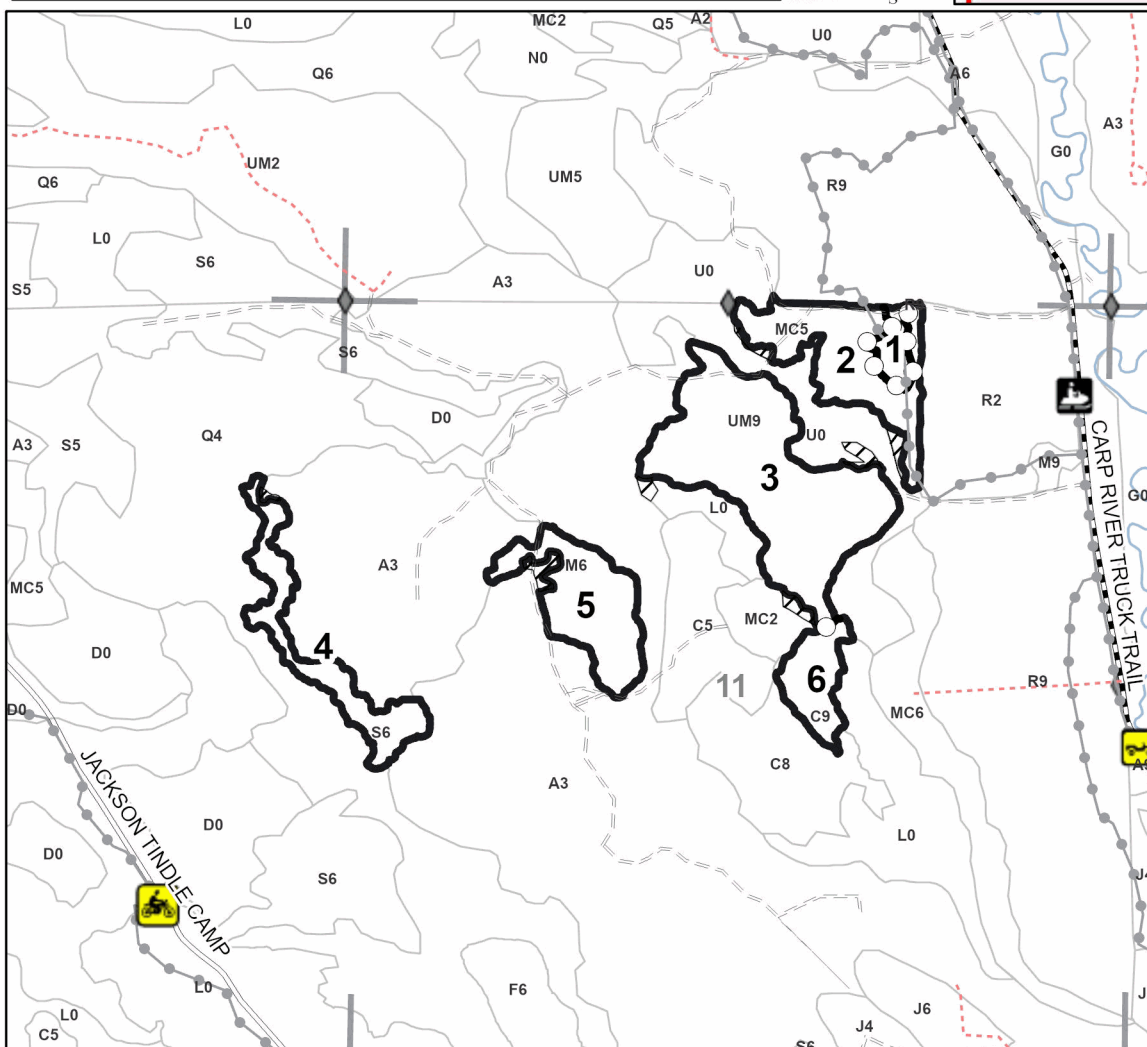 L0
MC2
Q5
A2
U0
N0
Q6
A6
A3
G0
UM2
UM5
Q6
R9
L0
S6
U0
A3
S5
MC5
1
2
S6
R2
D0
UM9
U0
Q4
A3
S5
M9
3
G0
L0
CARP RIVER TRUCK TRAIL
A3
M6
MC5
5
MC2
C5
4
D0
11
6
R9
D0
C9
MC6
S6
JACKSON TINDLE CAMP
C8
A3
D0
L0
D0
S6
F6
L0
L0
J6
J4
C5
S6